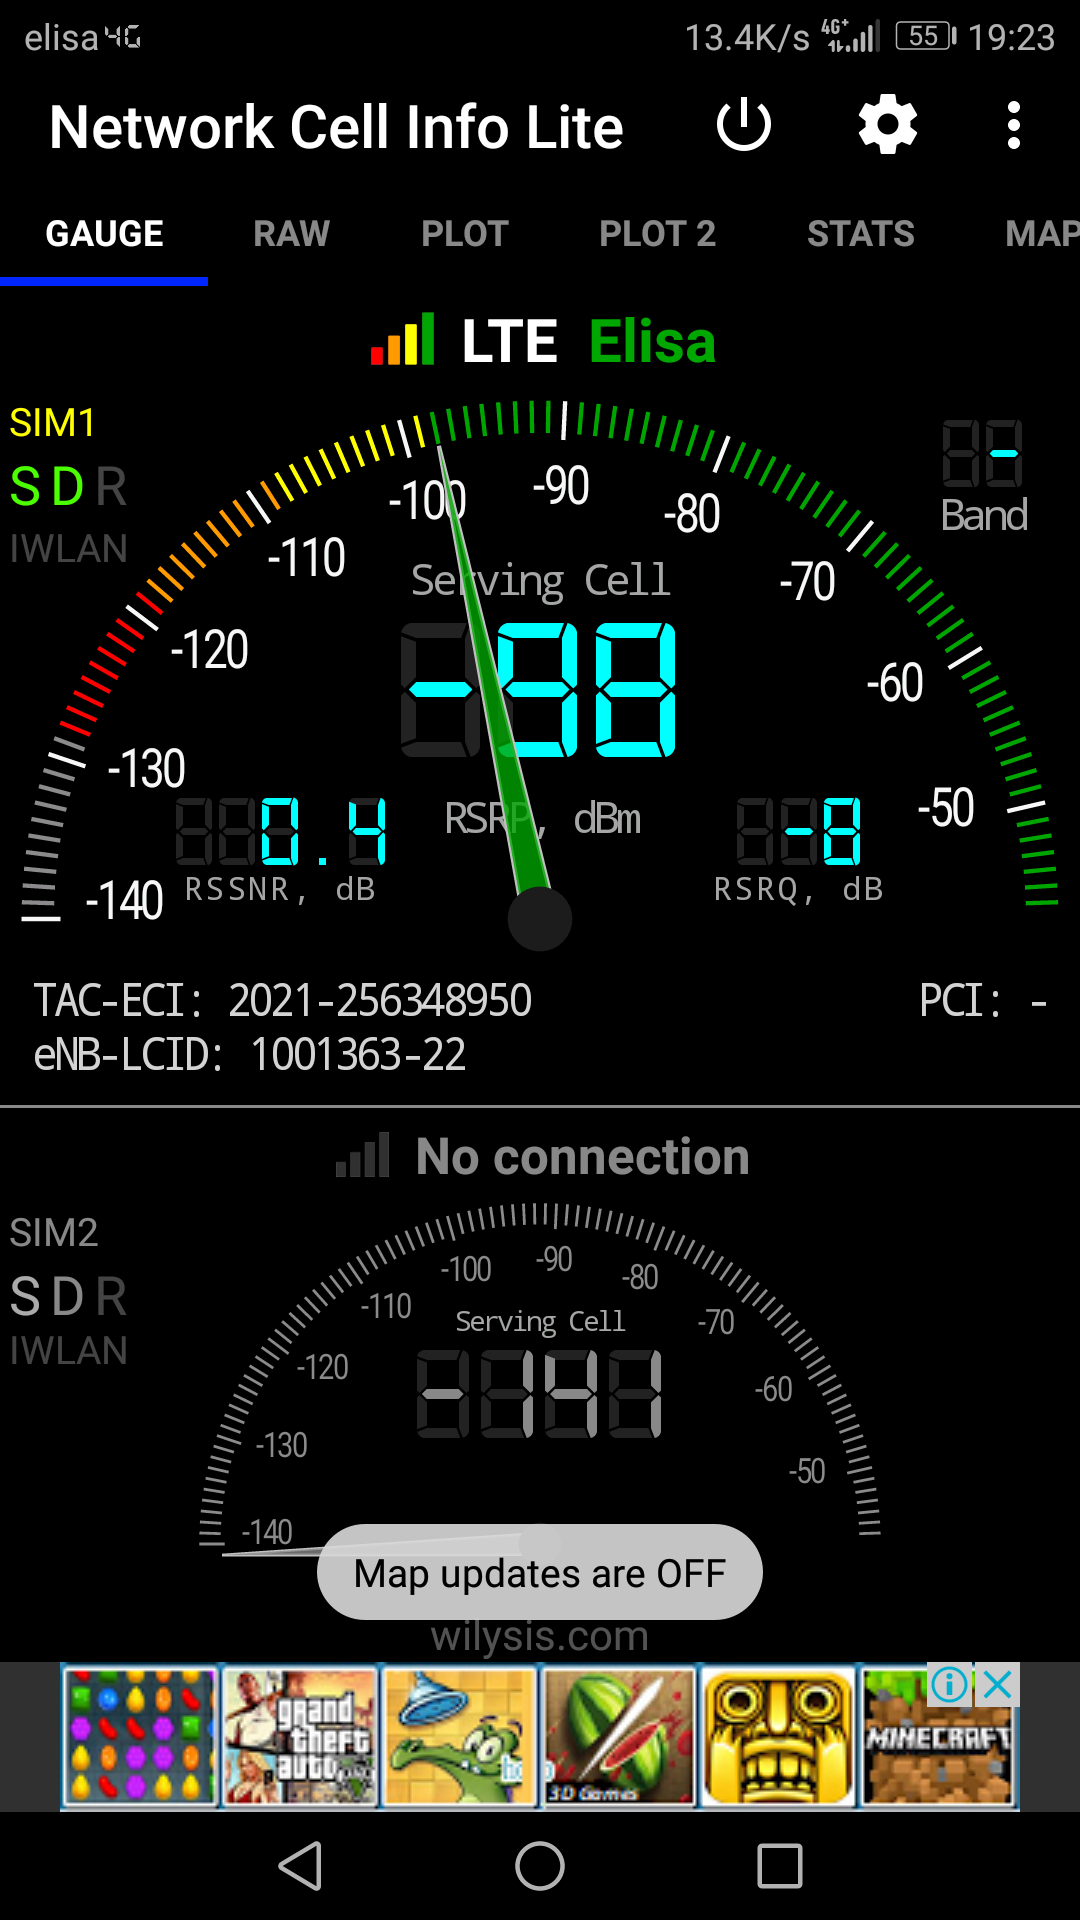 elisa 4G 13.4K/s 4G+ 55 19:23
Network Cell Info Lite
GAUGE RAW PLOT PLOT 2 STATS MAP
LTE Elisa
SIM1
S D R
IWLAN
-
Band
-140 -130 -120 -110 -100 -90 -80 -70 -60 -50
Serving Cell
-98
RSRP, dBm
0.4
RSSNR, dB
-8
RSRQ, dB
TAC-ECI: 2021-256348950 PCI: -
eNB-LCID: 1001363-22
No connection
SIM2
S D R
IWLAN
-140 -130 -120 -110 -100 -90 -80 -70 -60 -50
Serving Cell
-141
Map updates are OFF
wilysis.com
grand
theft
auto
3D Games
MINECRAFT